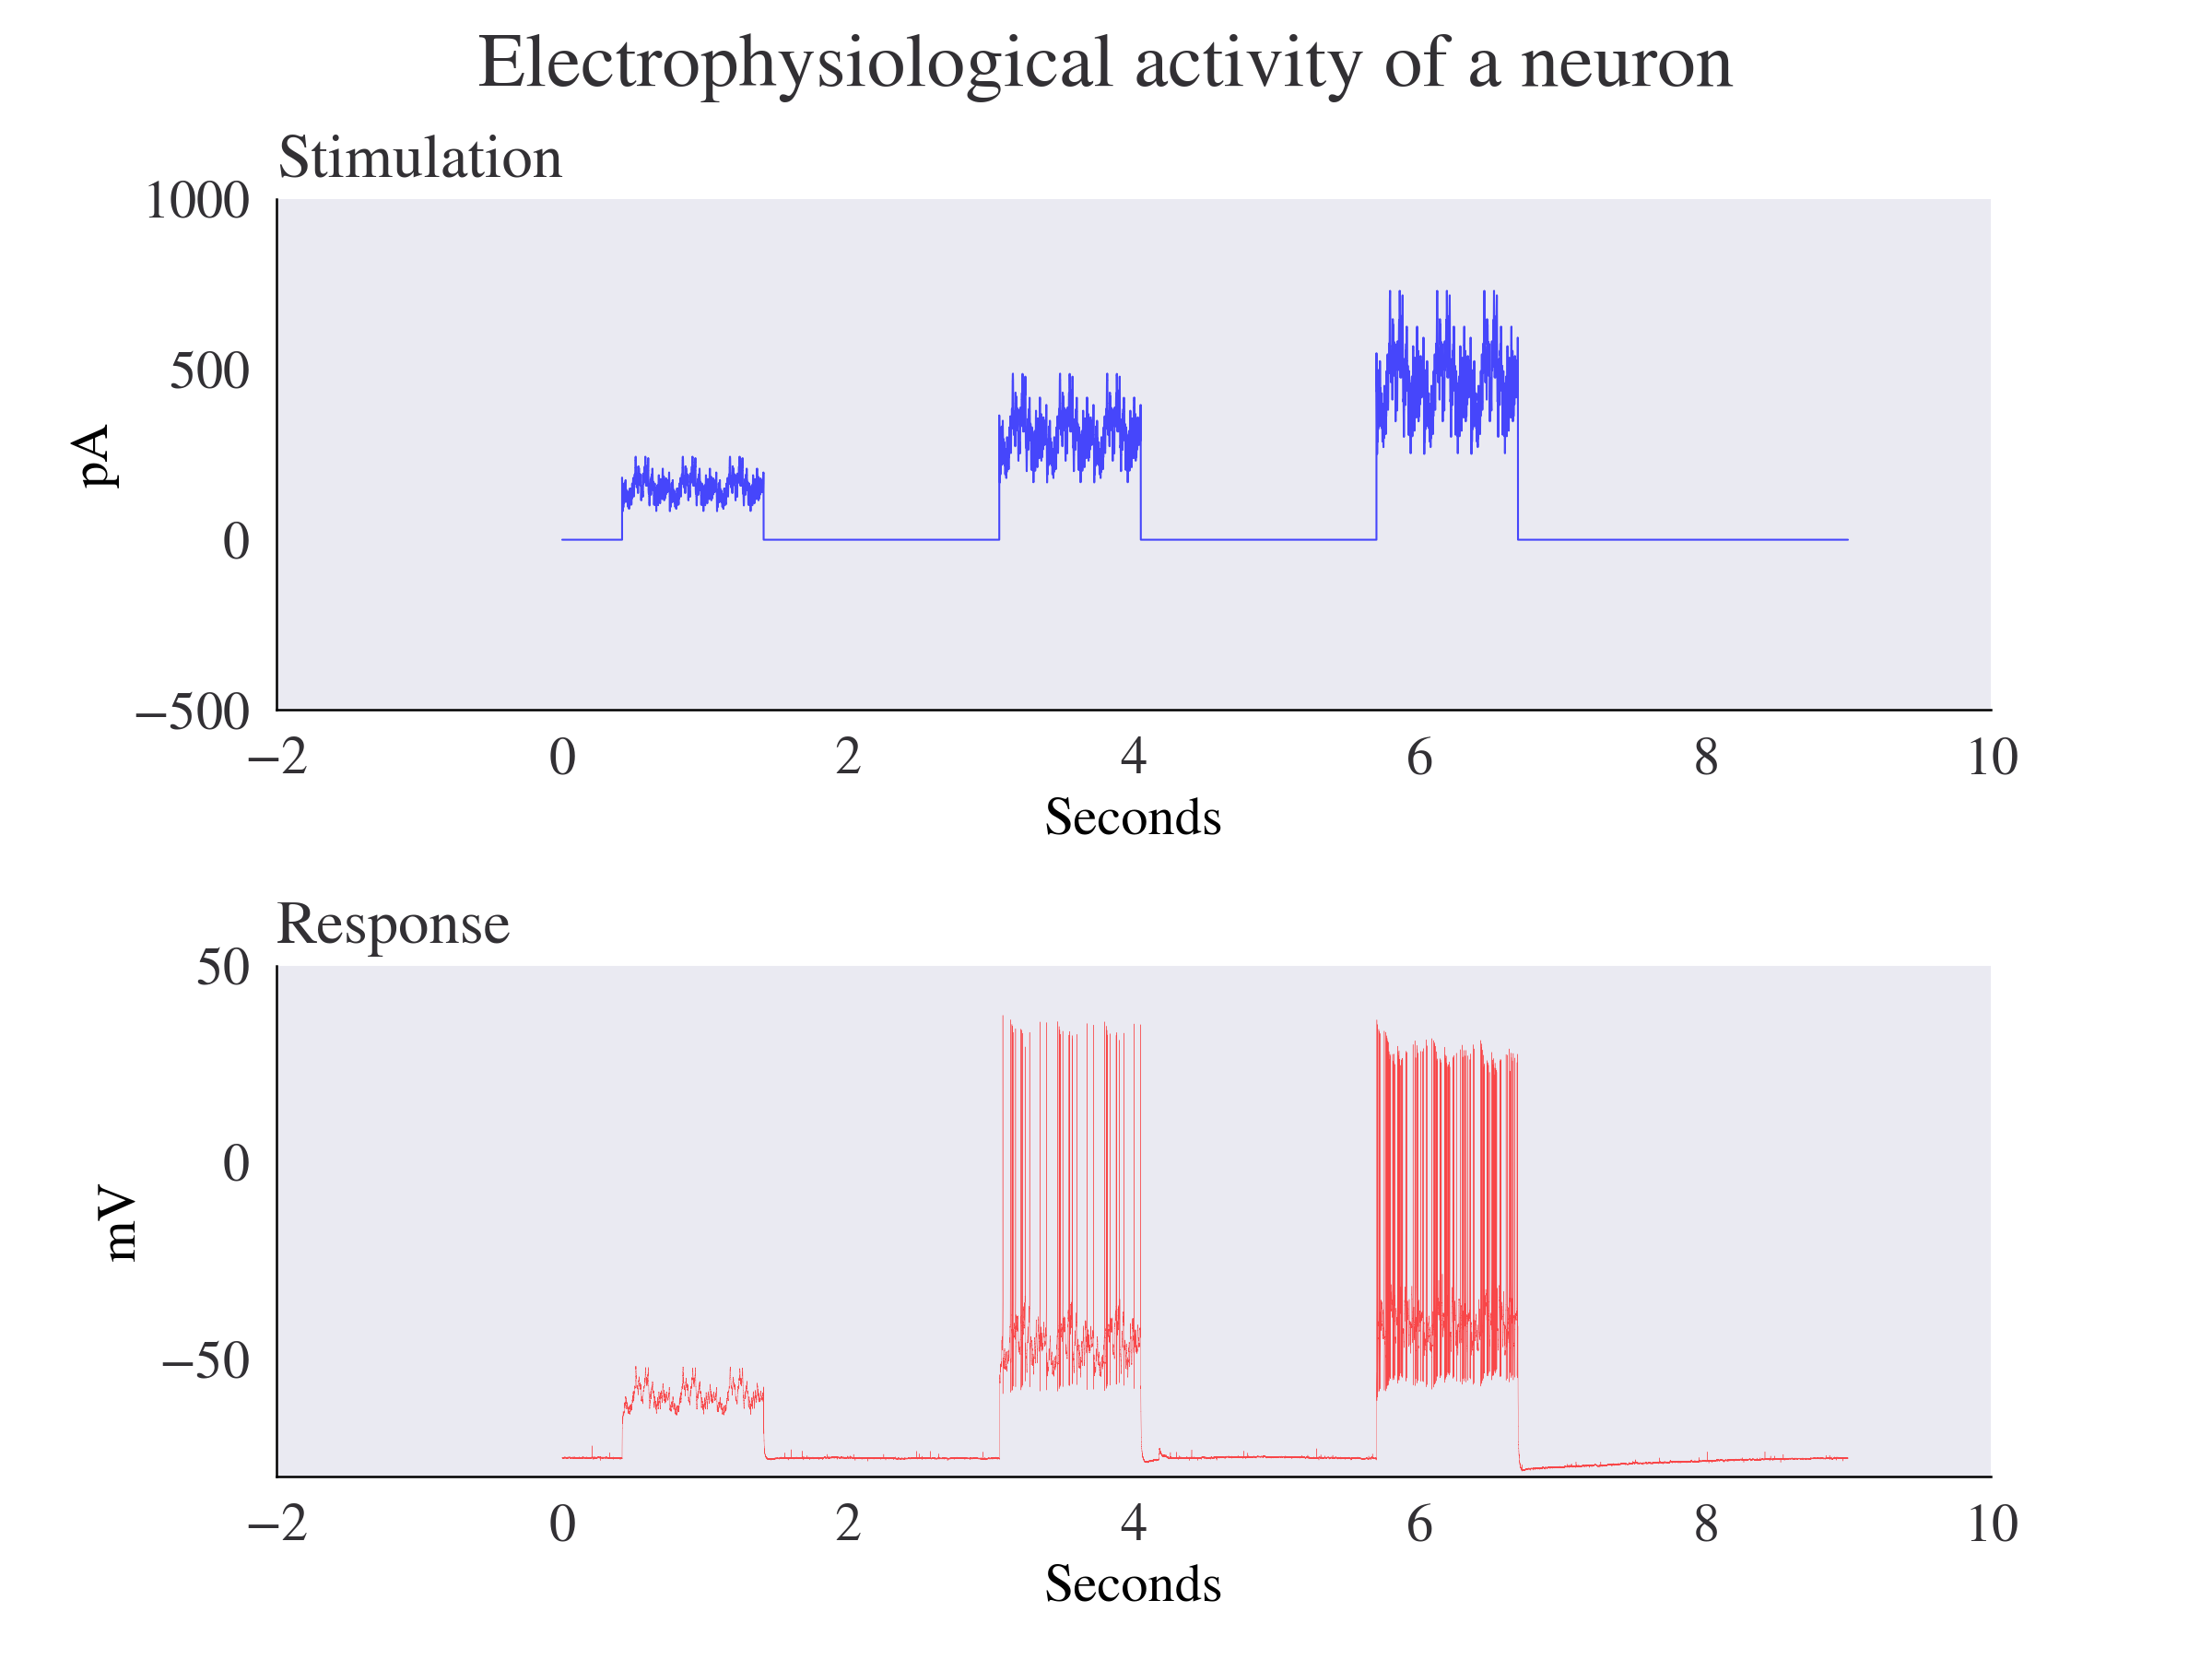 Electrophysiological activity of a neuron
Stimulation
1000
500
0
−500
pA
−2 0 2 4 6 8 10
Seconds
Response
50
0
−50
mV
−2 0 2 4 6 8 10
Seconds